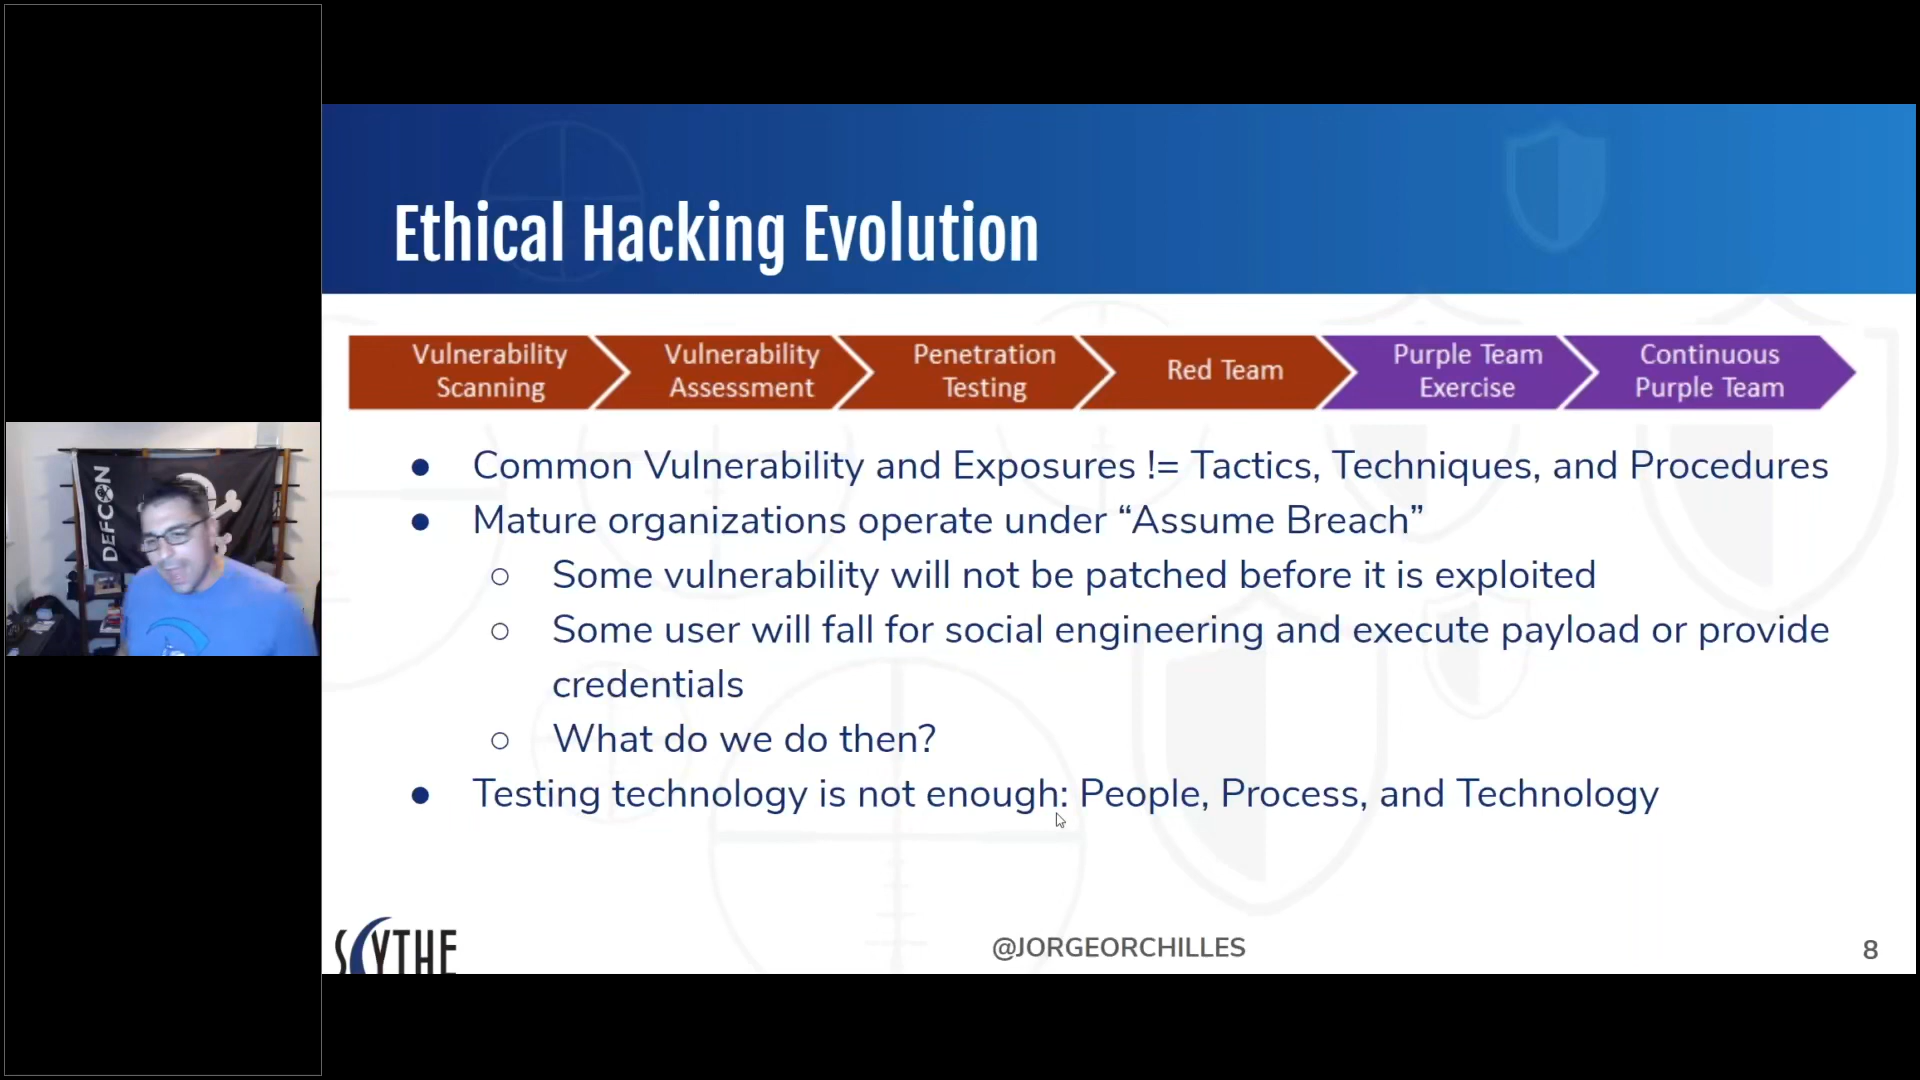 DEFCON
Ethical Hacking Evolution
Vulnerability
Scanning
Vulnerability
Assessment
Penetration
Testing
Red Team
Purple Team
Exercise
Continuous
Purple Team
● Common Vulnerability and Exposures != Tactics, Techniques, and Procedures
● Mature organizations operate under “Assume Breach”
○ Some vulnerability will not be patched before it is exploited
○ Some user will fall for social engineering and execute payload or provide
credentials
○ What do we do then?
● Testing technology is not enough: People, Process, and Technology
SCYTHE
@JORGEORCHILLES
8